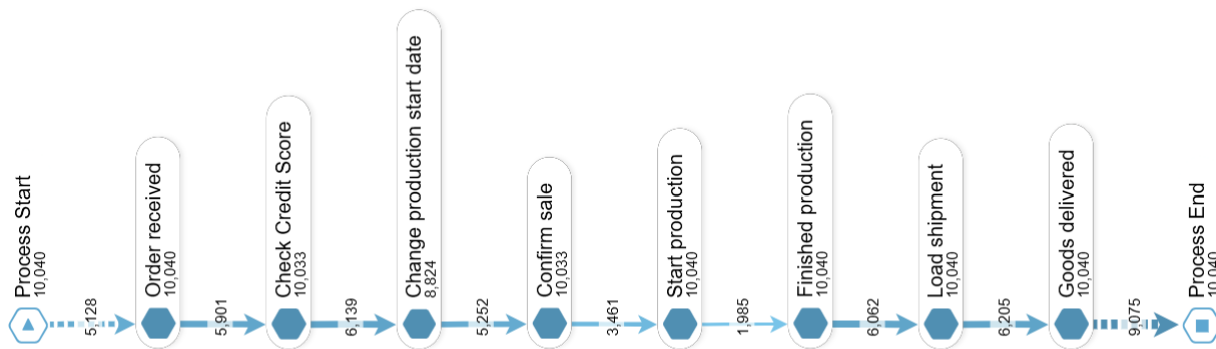 Process Start
10,040
5,128
Order received
10,040
5,901
Check Credit Score
10,033
6,139
Change production start date
8,824
5,252
Confirm sale
10,033
3,461
Start production
10,040
1,985
Finished production
10,040
6,062
Load shipment
10,040
6,205
Goods delivered
10,040
9,075
Process End
10,040